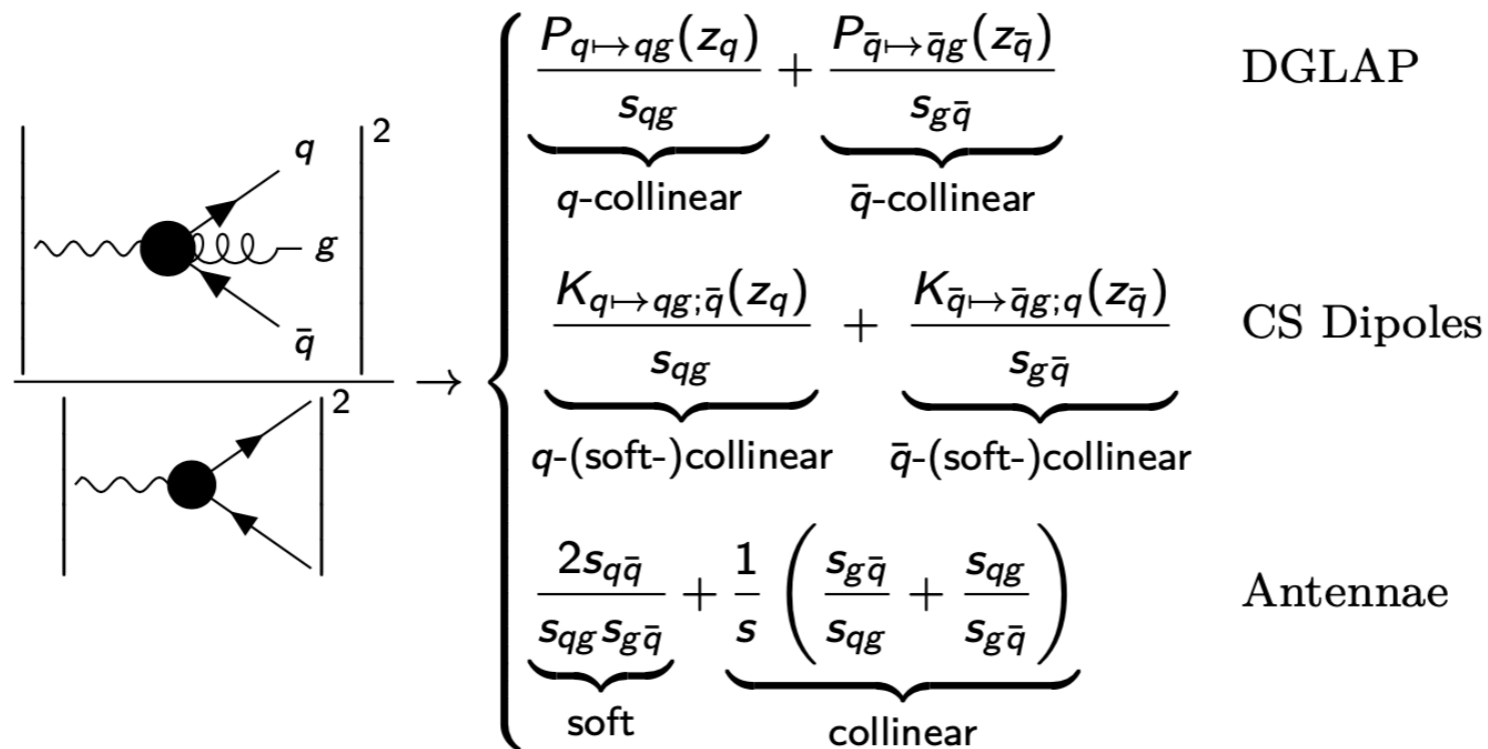 q
g
q̄
2
2
→
P_{q↦qg}(z_q)/s_{qg} + P_{q̄↦q̄g}(z_{q̄})/s_{gq̄} DGLAP
q-collinear q̄-collinear
K_{q↦qg;q̄}(z_q)/s_{qg} + K_{q̄↦q̄g;q}(z_{q̄})/s_{gq̄} CS Dipoles
q-(soft-)collinear q̄-(soft-)collinear
2s_{qq̄}/s_{qg}s_{gq̄} + 1/s (s_{gq̄}/s_{qg} + s_{qg}/s_{gq̄}) Antennae
soft collinear